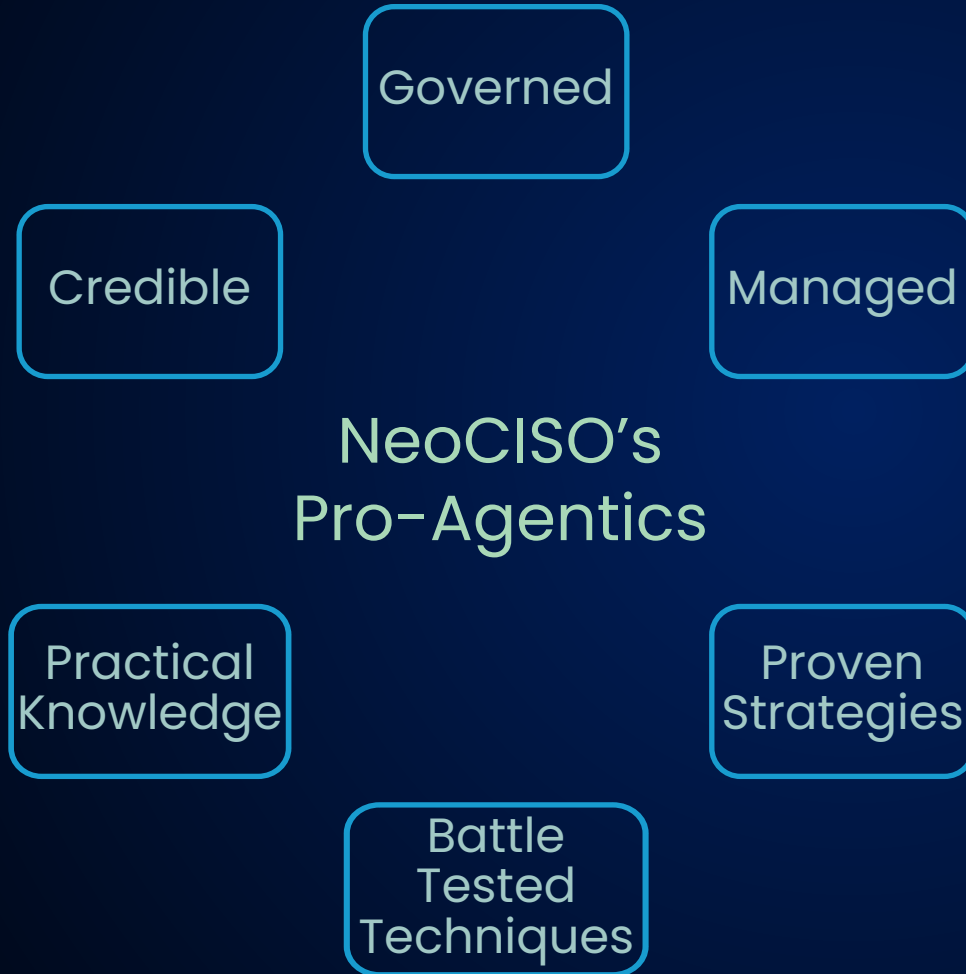 Governed
Credible
Managed
NeoCISO’s
Pro-Agentics
Practical
Knowledge
Proven
Strategies
Battle
Tested
Techniques